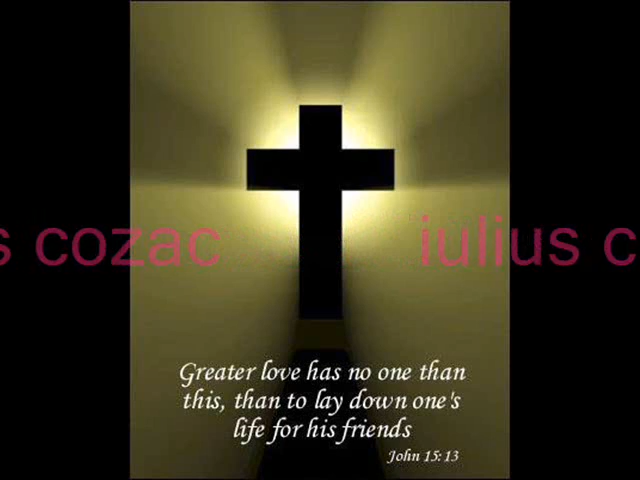 s cozac iulius c
Greater love has no one than
this, than to lay down one's
life for his friends
John 15:13